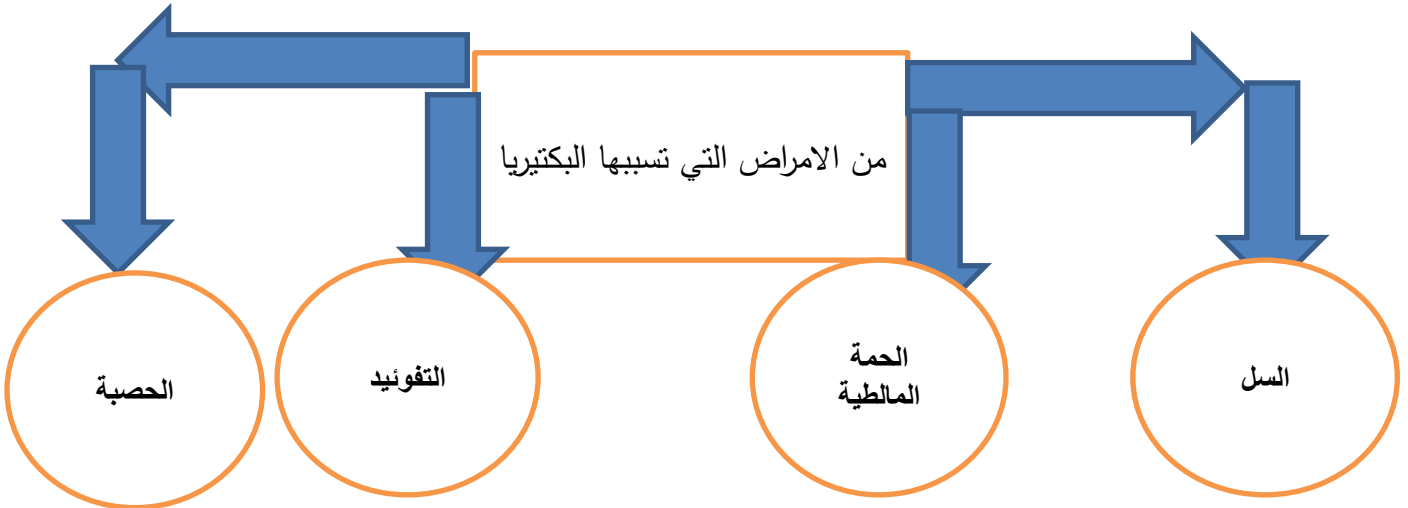 من الامراض التي تسببها البكتيريا
السل
الحمة
المالطية
التفوئيد
الحصبة